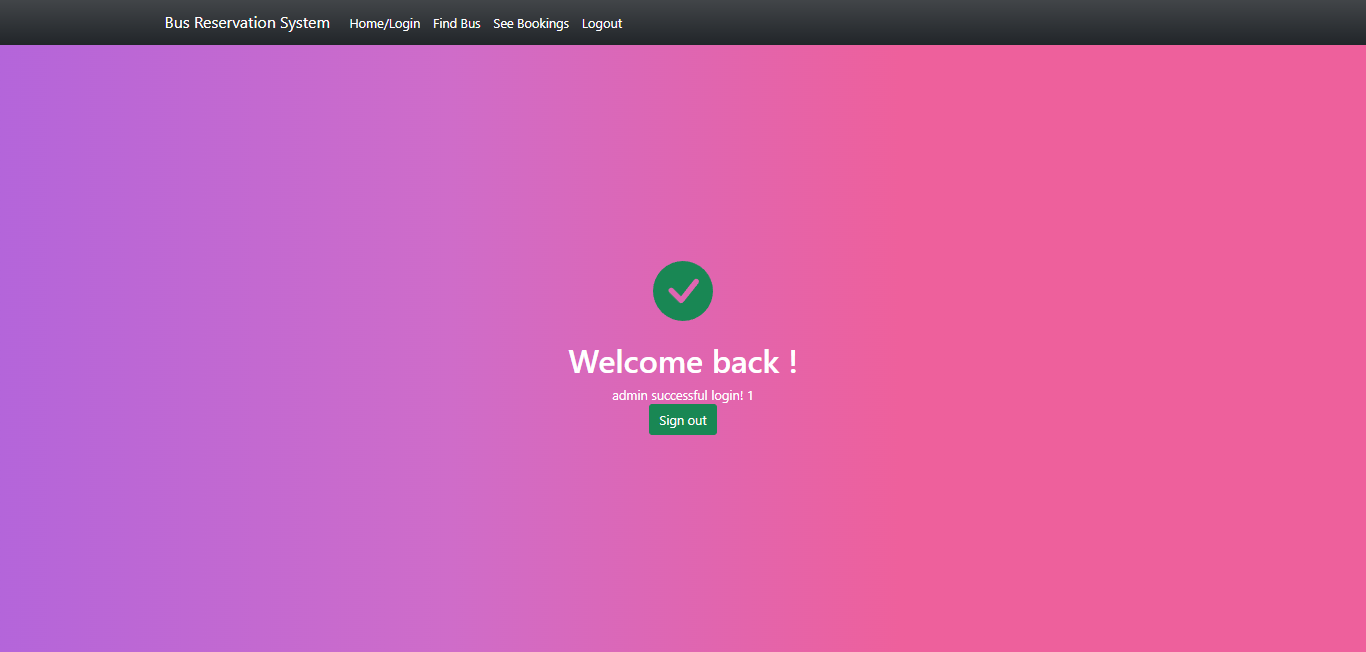 Bus Reservation System Home/Login Find Bus See Bookings Logout
Welcome back !
admin successful login! 1
Sign out